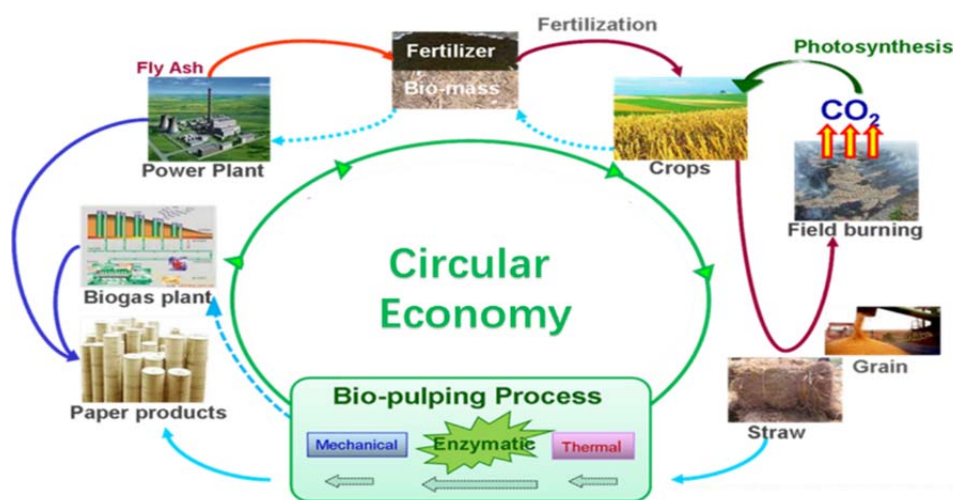 Fertilization
Fertilizer
Photosynthesis
Fly Ash
Bio-mass
CO2
Power Plant
Crops
Field burning
Circular
Economy
Biogas plant
Grain
Bio-pulping Process
Paper products
Mechanical
Enzymatic
Thermal
Straw